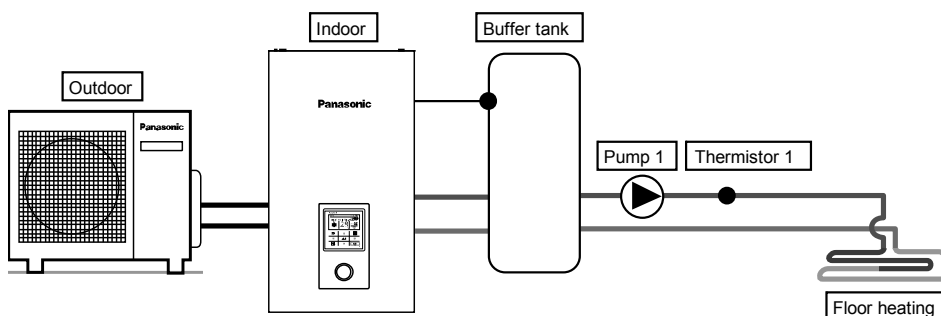 Indoor
Buffer tank
Outdoor
Panasonic
Panasonic
Pump 1
Thermistor 1
Floor heating